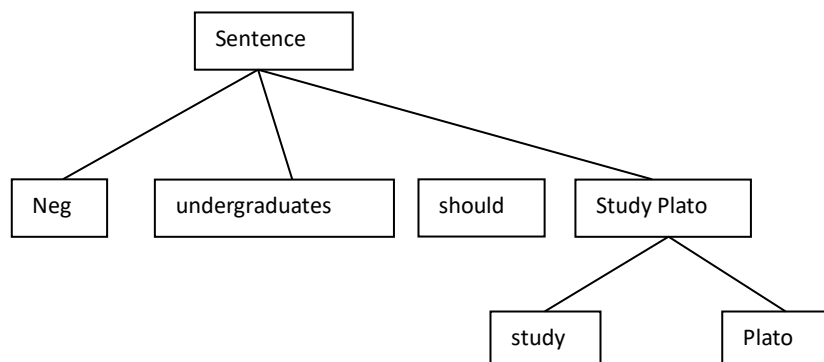 Sentence
Neg
undergraduates
should
Study Plato
study
Plato